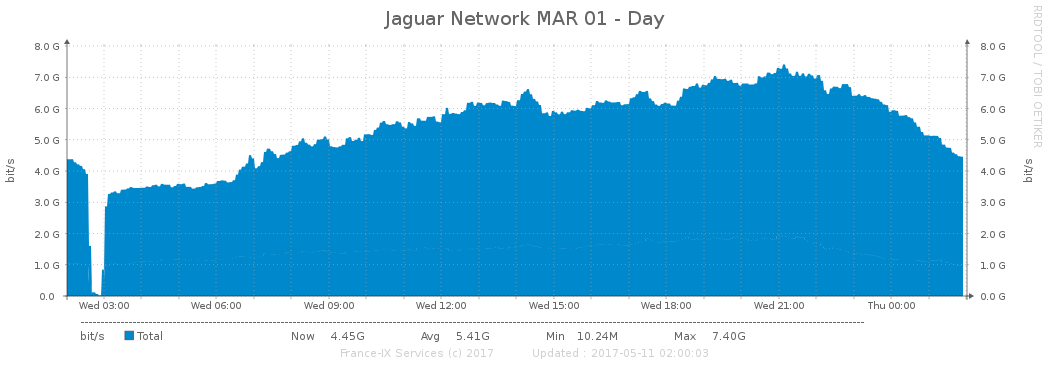 Jaguar Network MAR 01 - Day
RRDTOOL / TOBI OETIKER
8.0 G 8.0 G
7.0 G 7.0 G
6.0 G 6.0 G
5.0 G 5.0 G
4.0 G 4.0 G
3.0 G 3.0 G
2.0 G 2.0 G
1.0 G 1.0 G
0.0 0.0 G
bit/s
bit/s
Wed 03:00 Wed 06:00 Wed 09:00 Wed 12:00 Wed 15:00 Wed 18:00 Wed 21:00 Thu 00:00
bit/s Total Now 4.45G Avg 5.41G Min 10.24M Max 7.40G
France-IX Services (c) 2017 Updated : 2017-05-11 02:00:03